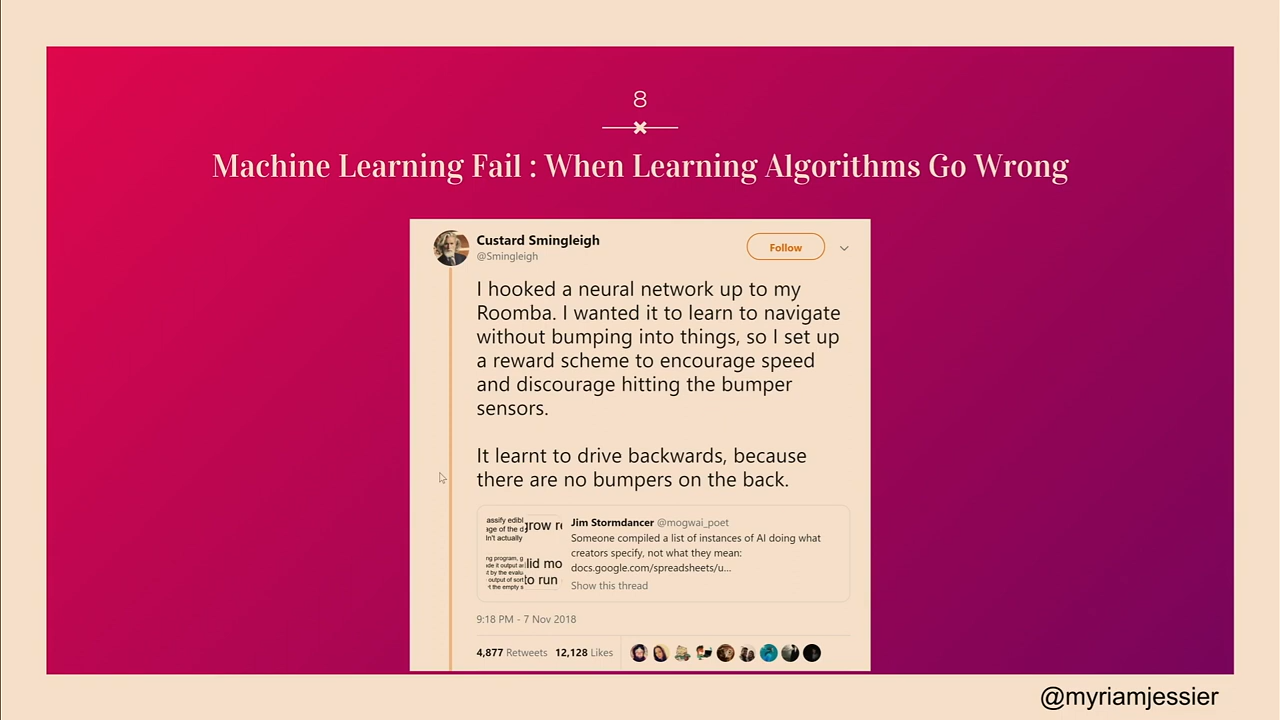 8
Machine Learning Fail : When Learning Algorithms Go Wrong
Custard Smingleigh
@Smingleigh
Follow
I hooked a neural network up to my
Roomba. I wanted it to learn to navigate
without bumping into things, so I set up
a reward scheme to encourage speed
and discourage hitting the bumper
sensors.
It learnt to drive backwards, because
there are no bumpers on the back.
Jim Stormdancer @mogwai_poet
Someone compiled a list of instances of AI doing what
creators specify, not what they mean:
docs.google.com/spreadsheets/u...
Show this thread
9:18 PM - 7 Nov 2018
4,877 Retweets 12,128 Likes
@myriamjessier